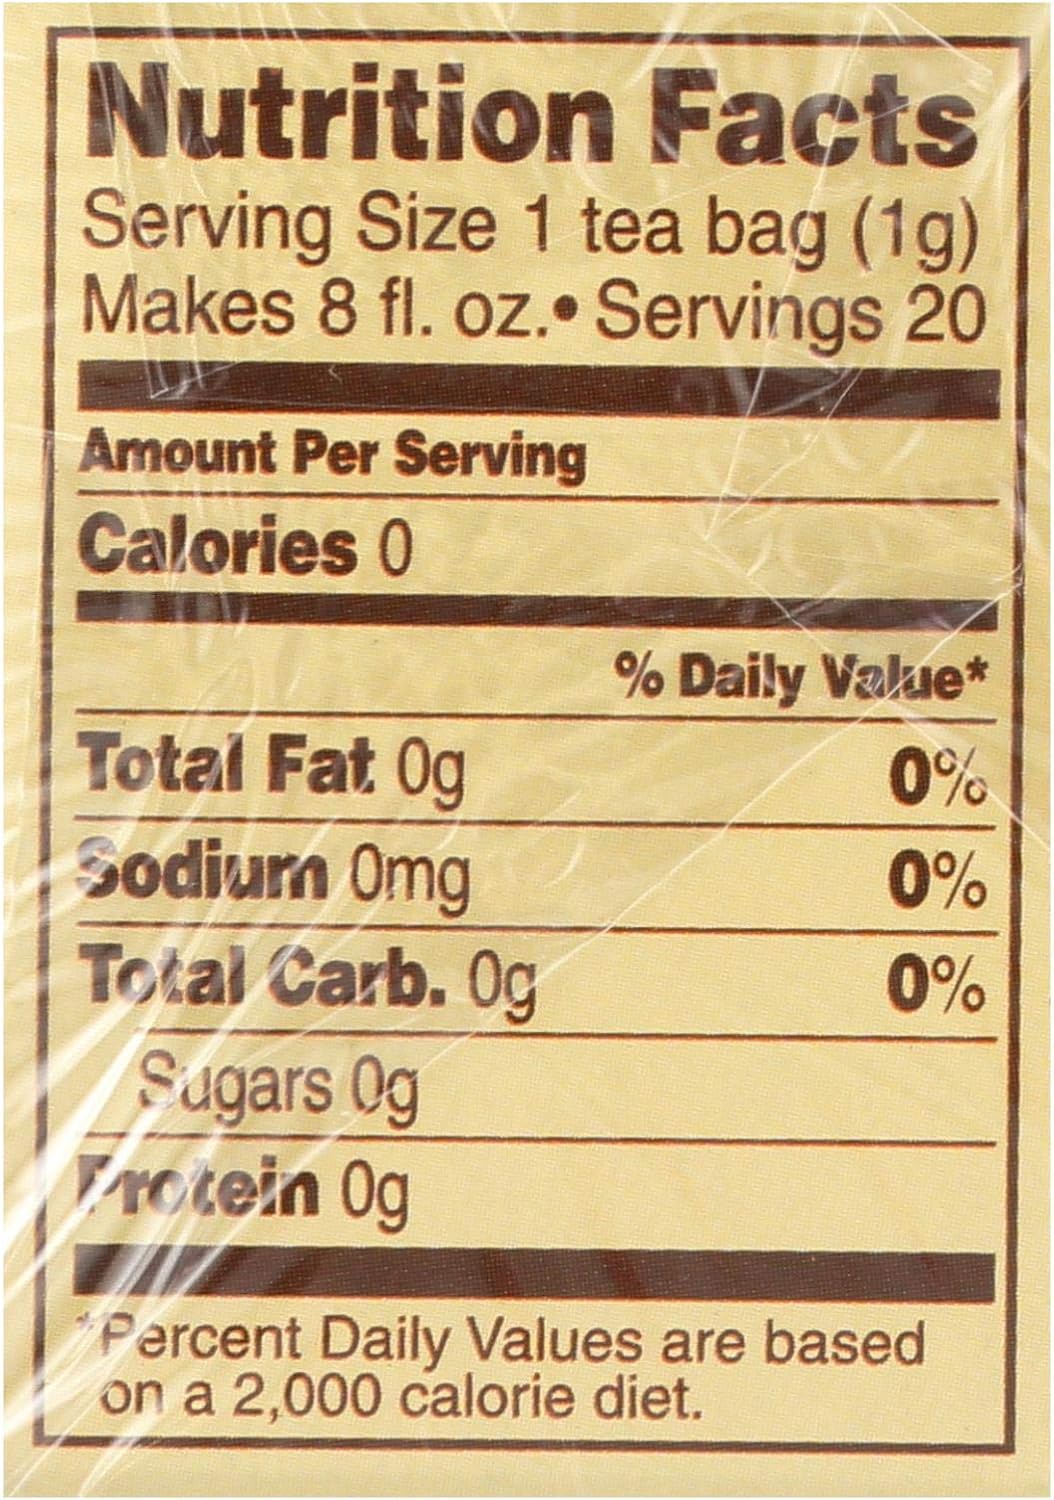 Nutrition Facts
Serving Size 1 tea bag (1g)
Makes 8 fl. oz.• Servings 20
Amount Per Serving
Calories 0
% Daily Value*
Total Fat 0g 0%
Sodium 0mg 0%
Total Carb. 0g 0%
Sugars 0g
Protein 0g
*Percent Daily Values are based
on a 2,000 calorie diet.